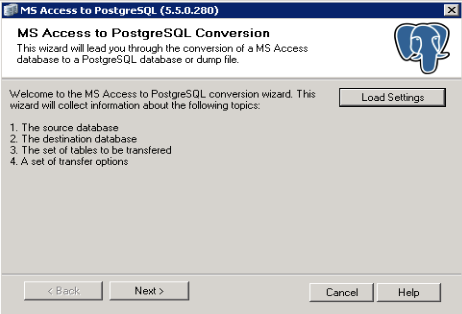 MS Access to PostgreSQL (5.5.0.280)
MS Access to PostgreSQL Conversion
This wizard will lead you through the conversion of a MS Access
database to a PostgreSQL database or dump file.
Welcome to the MS Access to PostgreSQL conversion wizard. This
wizard will collect information about the following topics:
Load Settings
1. The source database
2. The destination database
3. The set of tables to be transfered
4. A set of transfer options
< Back
Next >
Cancel
Help